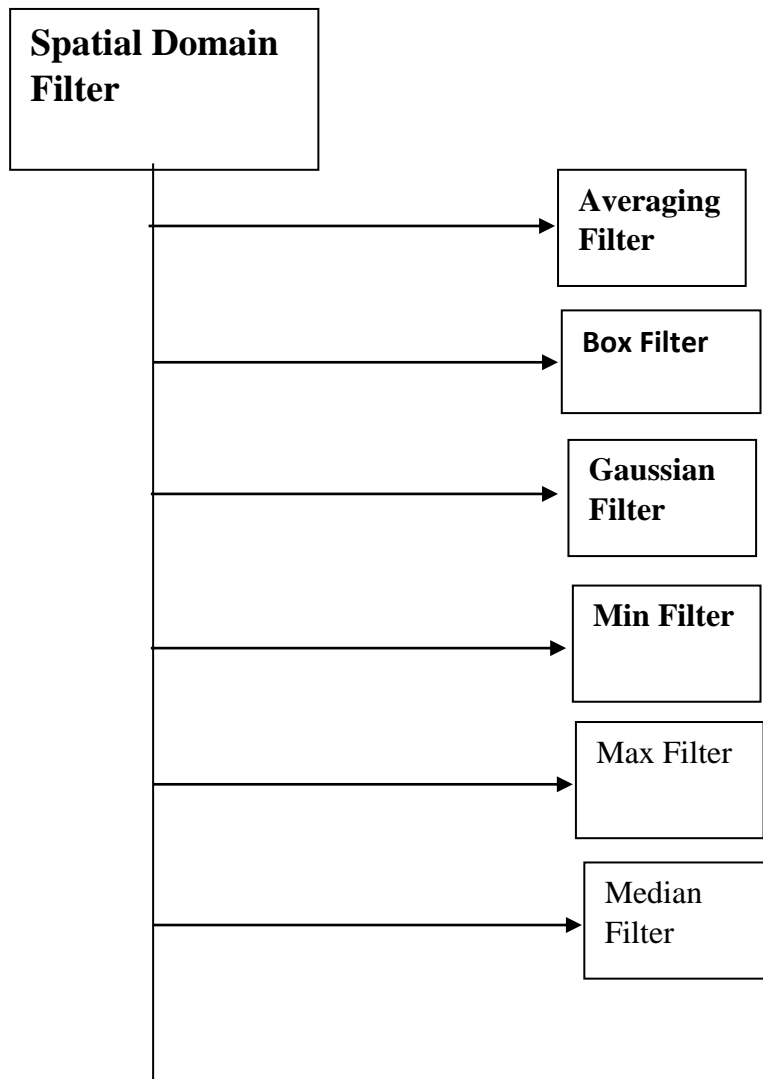 Spatial Domain
Filter
Averaging
Filter
Box Filter
Gaussian
Filter
Min Filter
Max Filter
Median
Filter